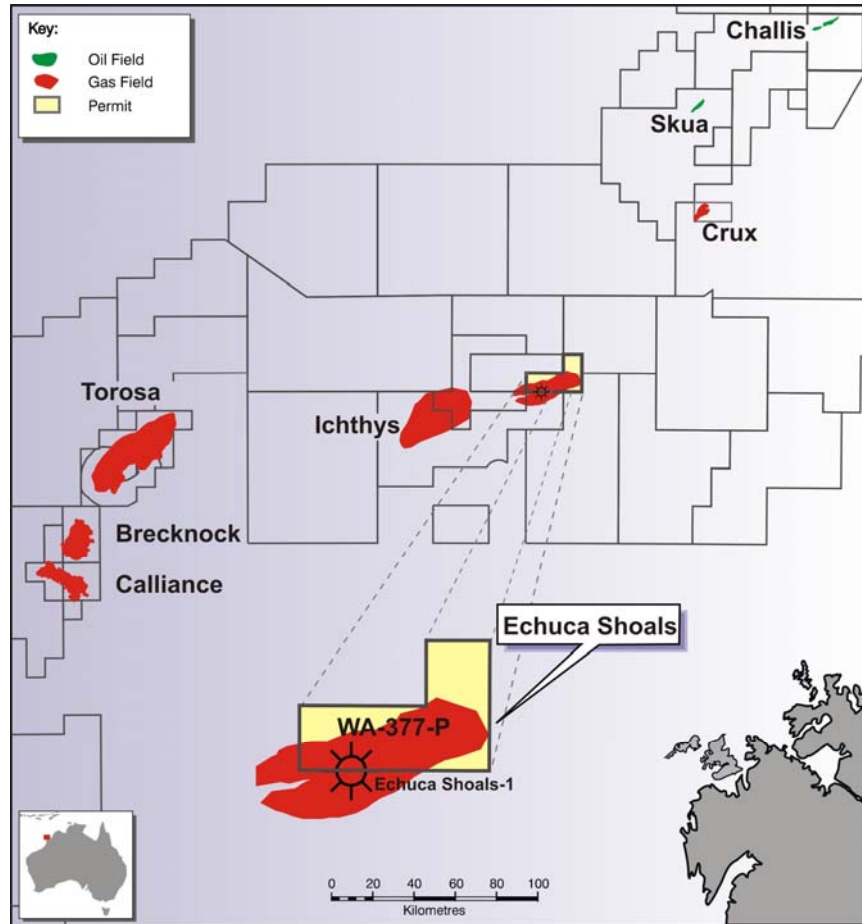 Key:
Oil Field
Gas Field
Permit
Challis
Skua
Crux
Torosa
Ichthys
Brecknock
Calliance
Echuca Shoals
WA-377-P
Echuca Shoals-1
0 20 40 60 80 100
Kilometres